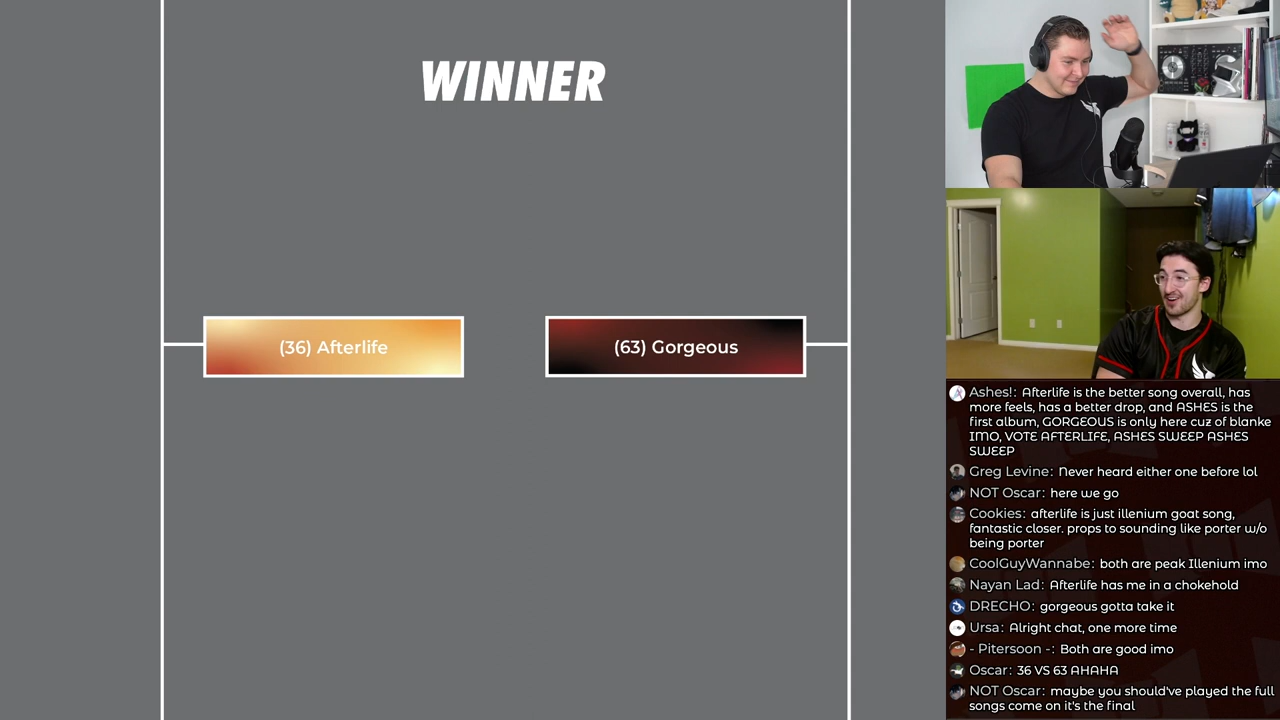 WINNER
(36) Afterlife
(63) Gorgeous
Ashes!: Afterlife is the better song overall, has
more feels, has a better drop, and ASHES is the
first album, GORGEOUS is only here cuz of blanke
IMO, VOTE AFTERLIFE, ASHES SWEEP ASHES
SWEEP
Greg Levine: Never heard either one before lol
NOT Oscar: here we go
Cookies: afterlife is just illenium goat song,
fantastic closer. props to sounding like porter w/o
being porter
CoolGuyWannabe: both are peak Illenium imo
Nayan Lad: Afterlife has me in a chokehold
DRECHO: gorgeous gotta take it
Ursa: Alright chat, one more time
- Pitersoon -: Both are good imo
Oscar: 36 VS 63 AHAHA
NOT Oscar: maybe you should've played the full
songs come on it's the final